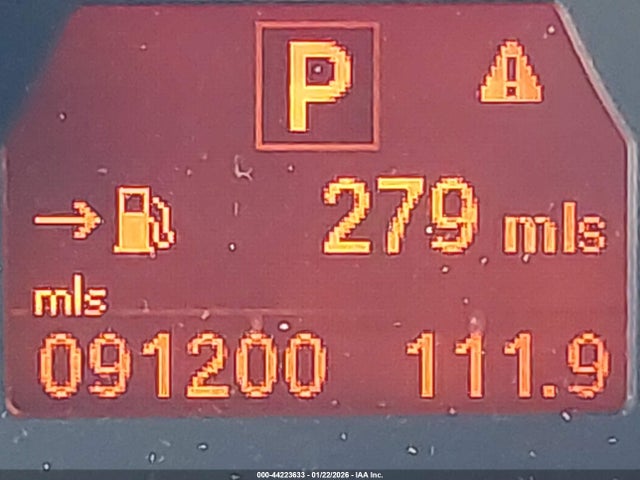 P
279 mls
mls
091200 111.9
000-44223633 - 01/22/2026 - IAA Inc.